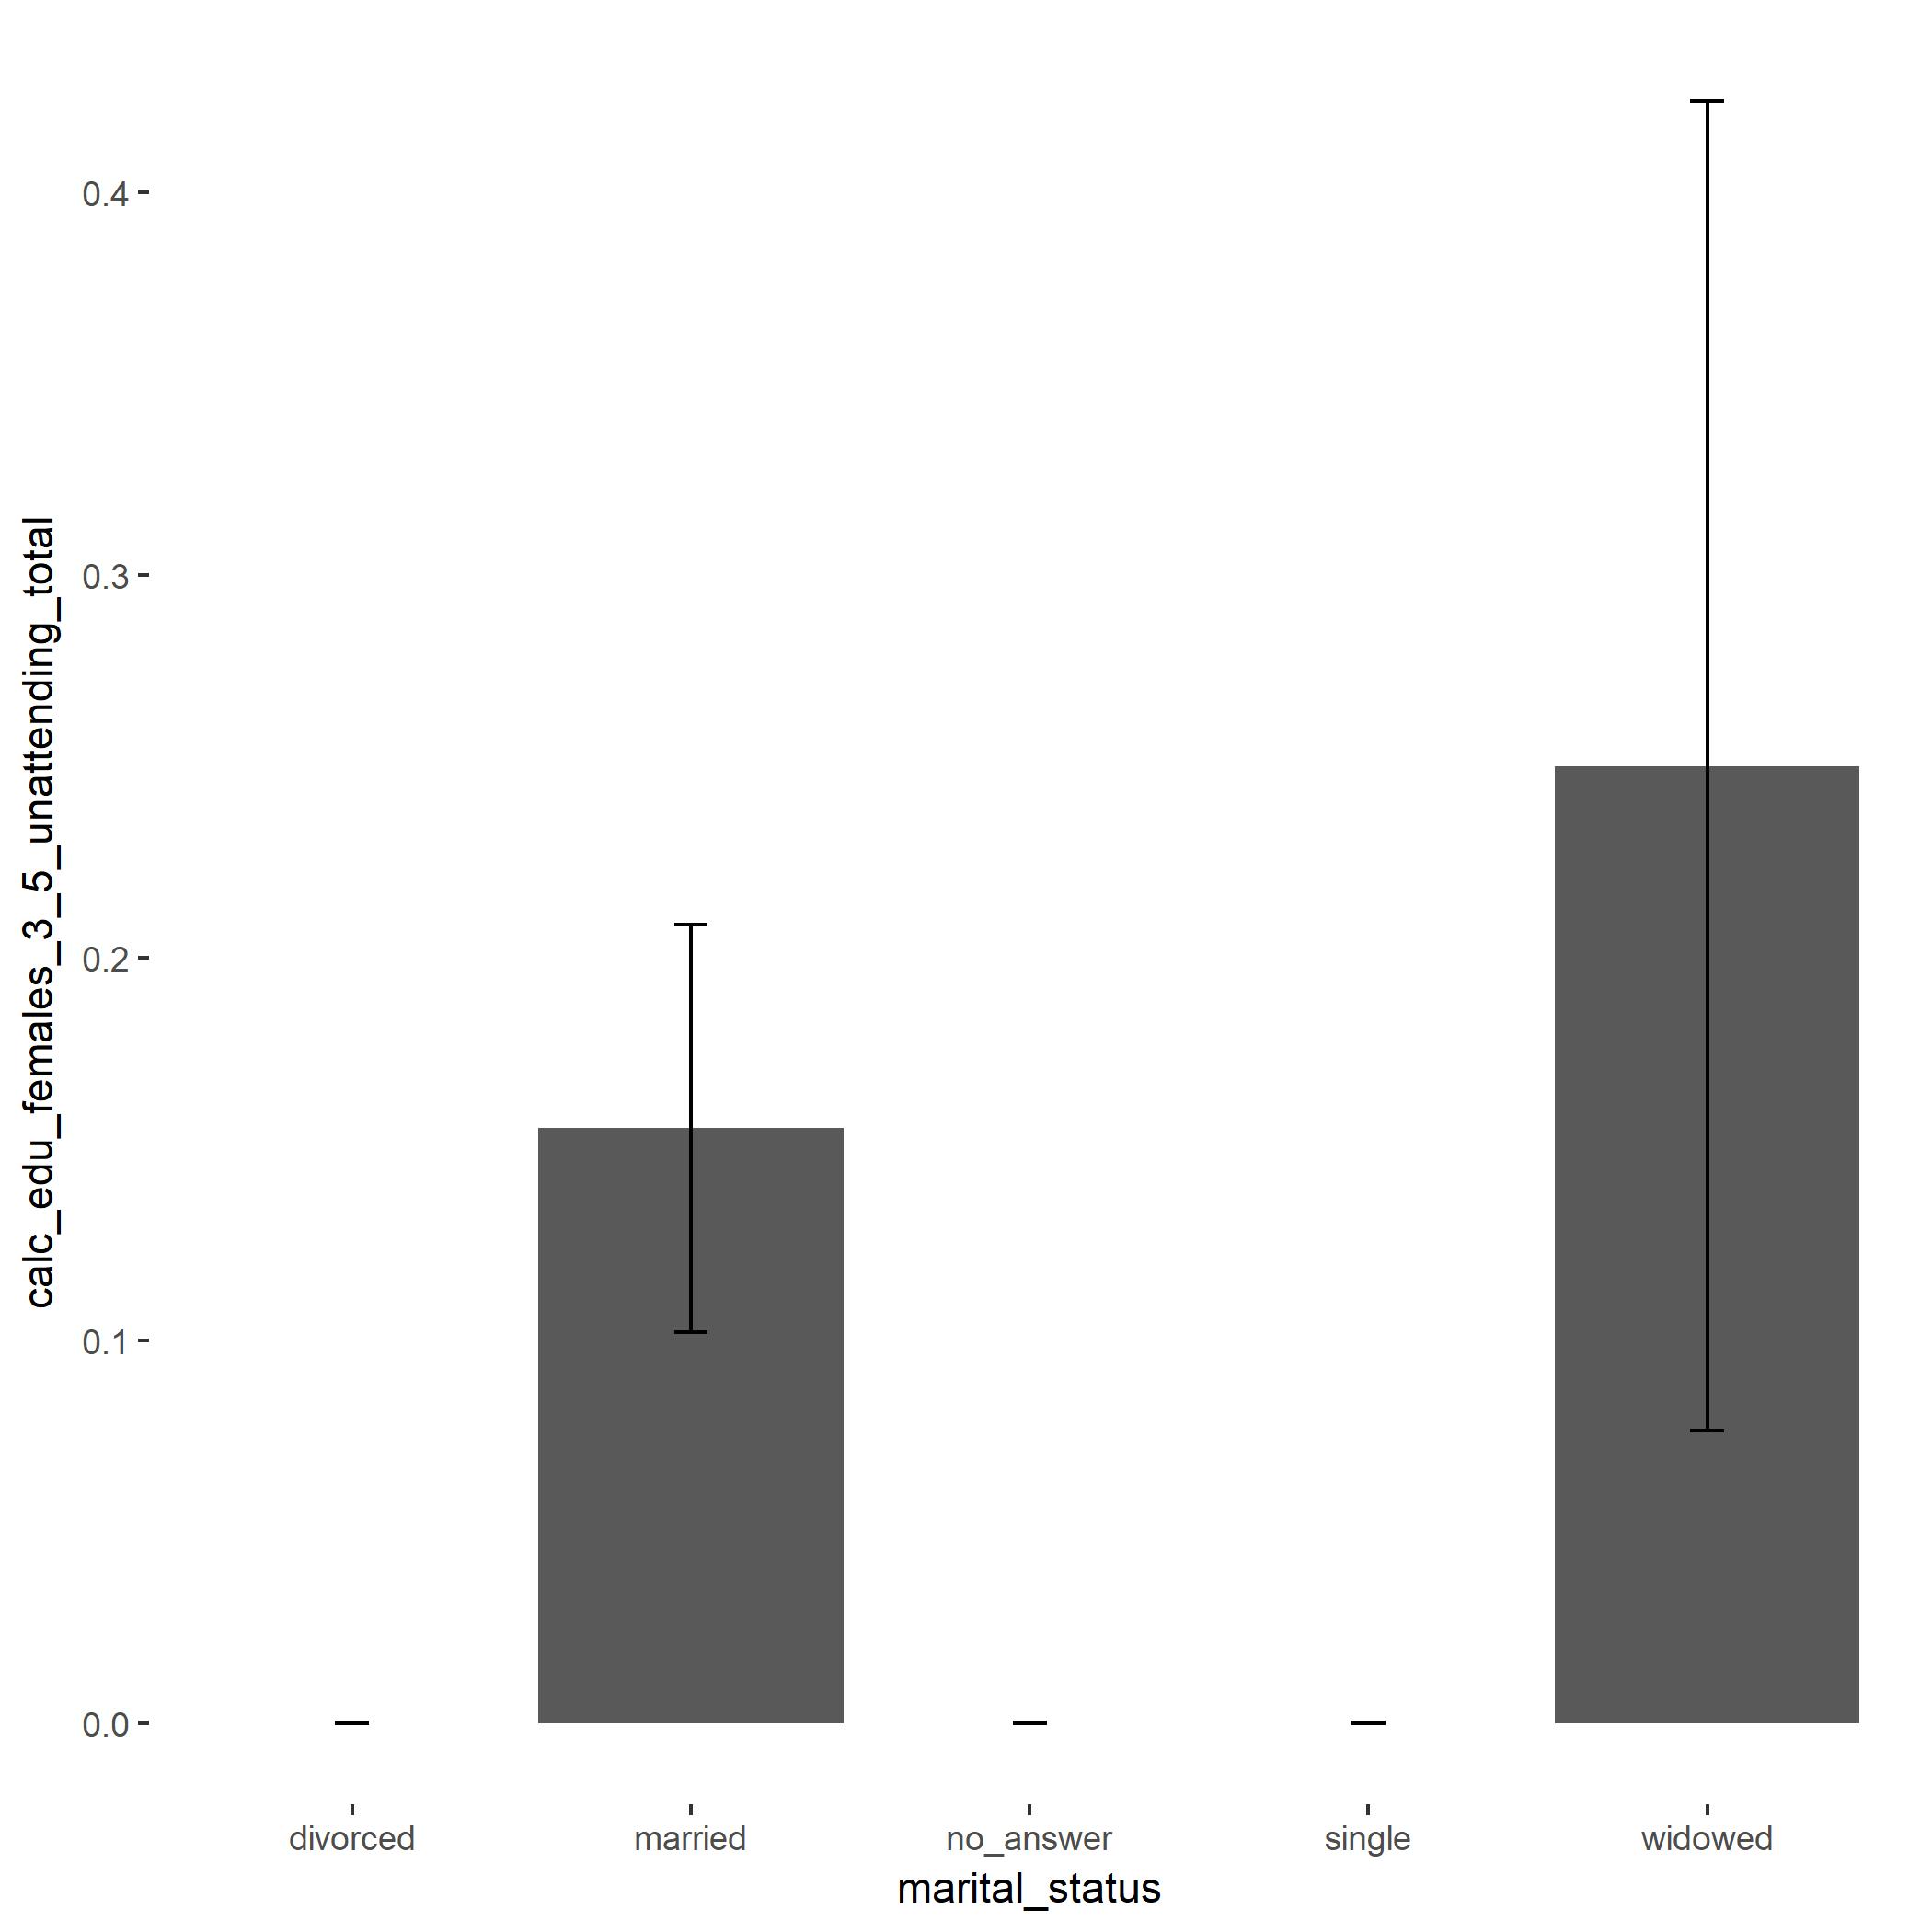 calc_edu_females_3_5_unattending_total
0.4
0.3
0.2
0.1
0.0
divorced married no_answer single widowed
marital_status